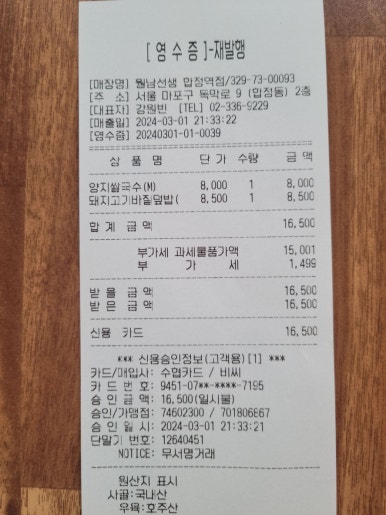 [ 영 수 증 ]-재발행
[매장명] 월남선생 합정역점/329-73-00093
[주 소] 서울 마포구 독막로 9 (합정동) 2층
[대표자] 강원빈 [TEL] 02-336-9229
[매출일] 2024-03-01 21:33:22
[영수증] 20240301-01-0039
상 품 명 단 가 수량 금 액
양지쌀국수(M) 8,000 1 8,000
돼지고기바질덮밥( 8,500 1 8,500
합 계 금 액 16,500
부가세 과세물품가액 15,001
부 가 세 1,499
받 을 금 액 16,500
받 은 금 액 16,500
신용 카드 16,500
*** 신용승인정보(고객용)[1] ***
카드/매입사: 수협카드 / 비씨
카 드 번 호: 9451-07**-****-7195
승 인 금 액: 16,500(일시불)
승인/가맹점: 74602300 / 701806867
승 인 일 시: 2024-03-01 21:33:21
단말기 번호: 12640451
NOTICE: 무서명거래
원산지 표시
사골:국내산
우육:호주산